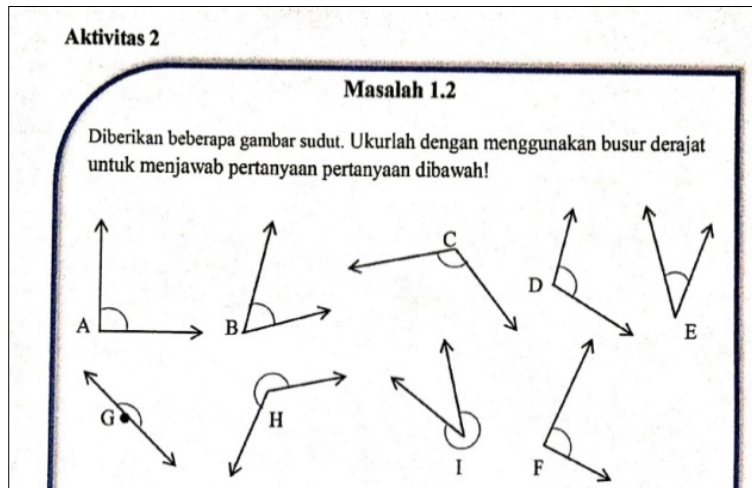 Aktivitas 2
Masalah 1.2
Diberikan beberapa gambar sudut. Ukurlah dengan menggunakan busur derajat
untuk menjawab pertanyaan pertanyaan dibawah!
A
B
C
D
E
G
H
I
F